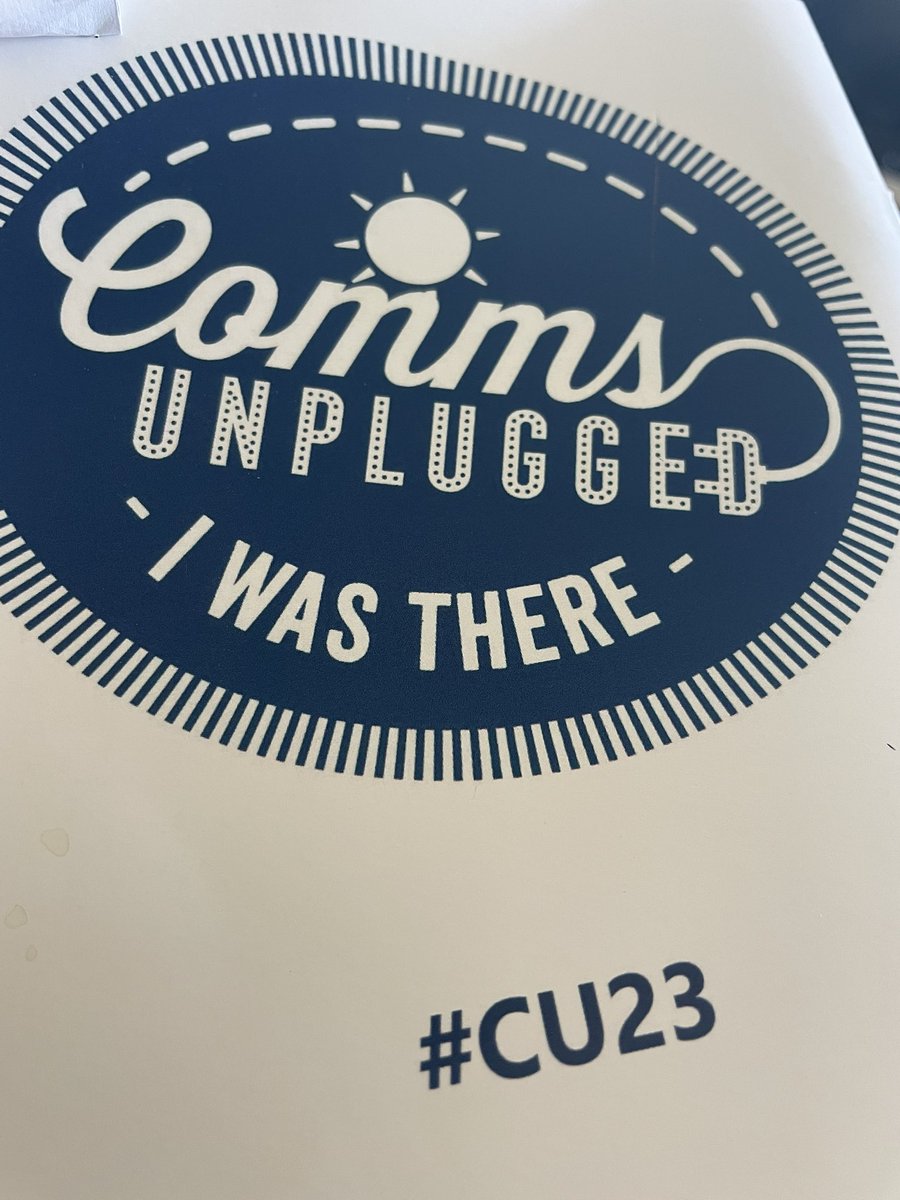 Comms
UNPLUGGED
- I WAS THERE -
#CU23